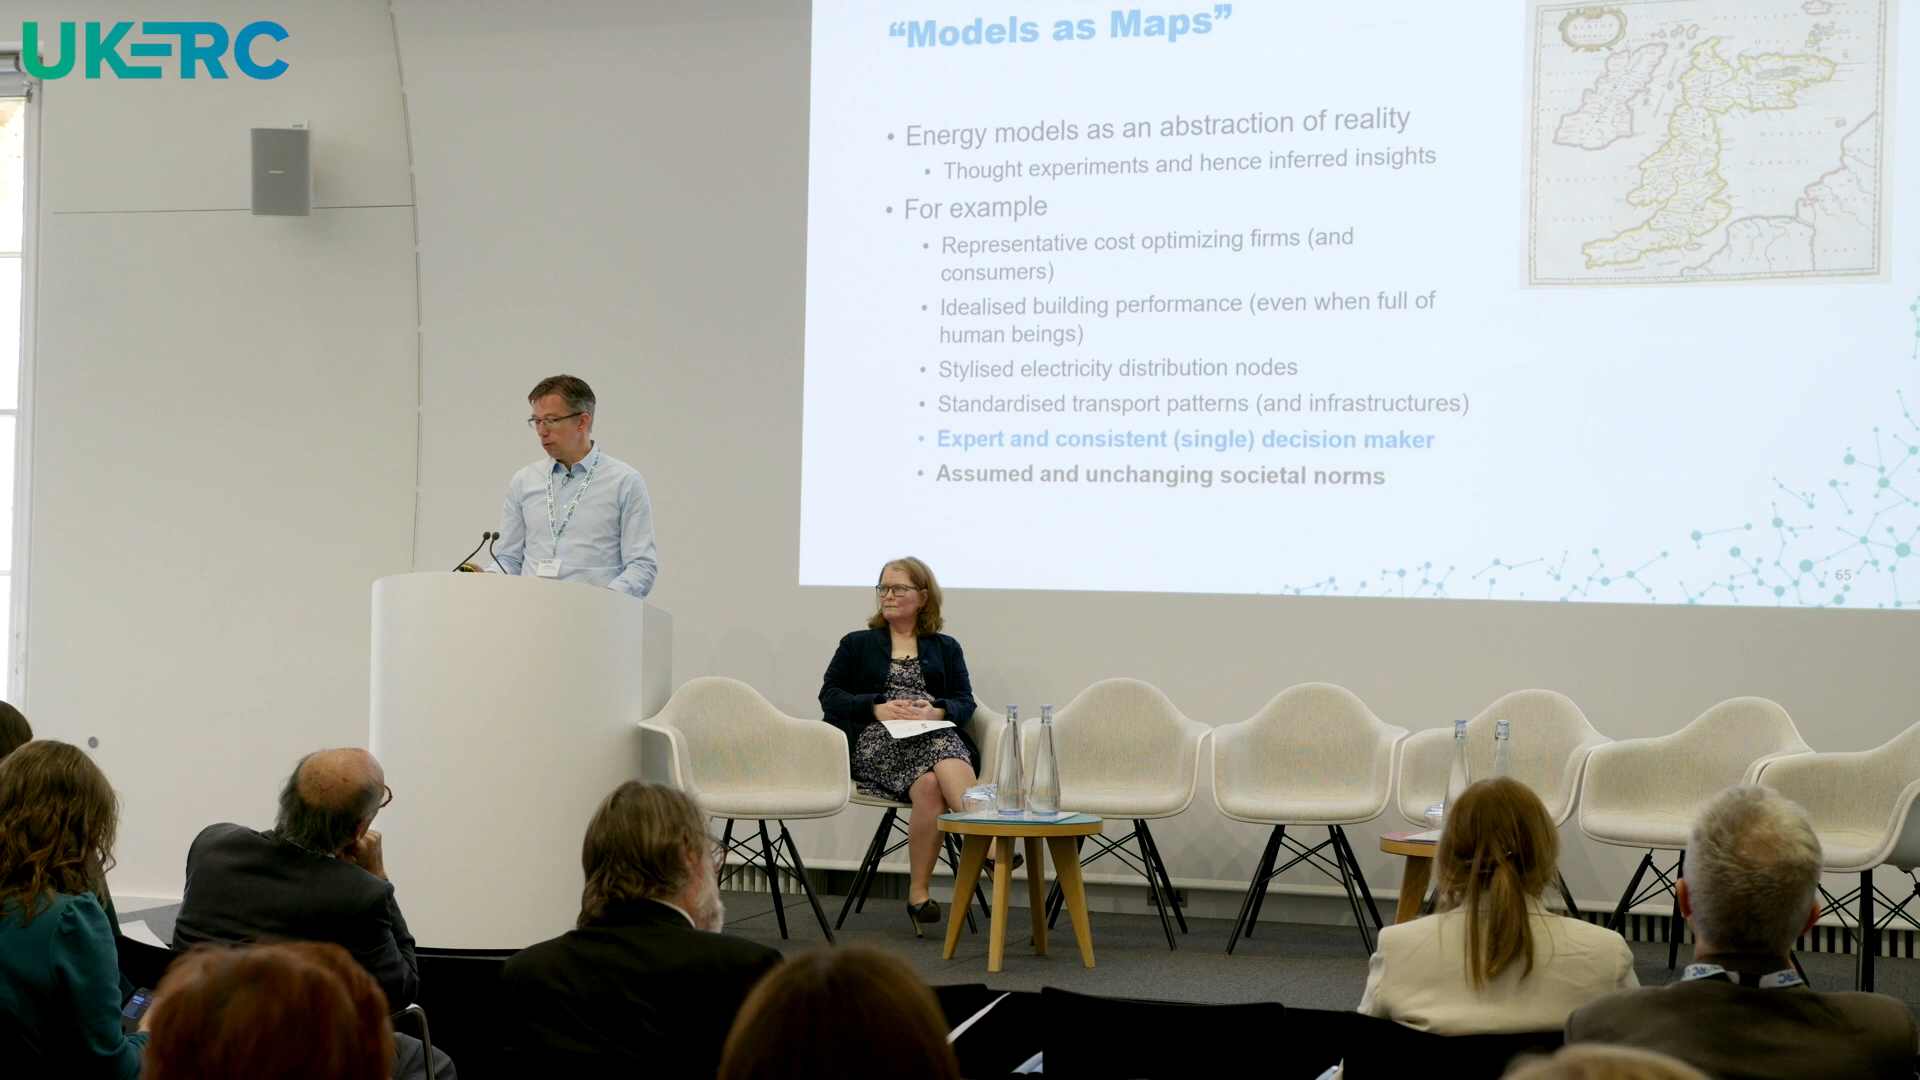 UKERC
“Models as Maps”
• Energy models as an abstraction of reality
• Thought experiments and hence inferred insights
• For example
• Representative cost optimizing firms (and
consumers)
• Idealised building performance (even when full of
human beings)
• Stylised electricity distribution nodes
• Standardised transport patterns (and infrastructures)
• Expert and consistent (single) decision maker
• Assumed and unchanging societal norms
65